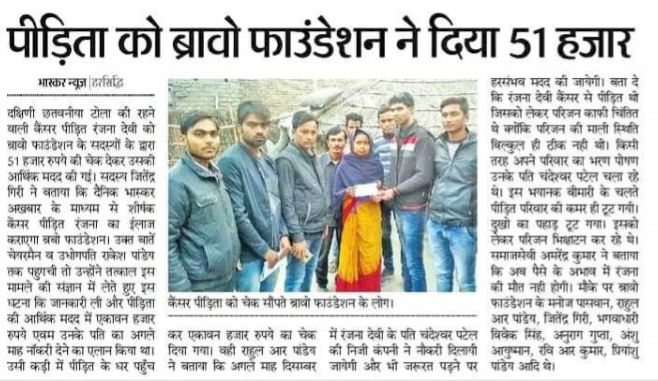 पीड़िता को ब्रावो फाउंडेशन ने दिया 51 हजार
भास्कर न्यूज|हरसिद्धि
दक्षिणी छतवनीया टोला की रहने
वाली कैंसर पीड़ित रंजना देवी को
ब्रावो फाउंडेशन के सदस्यों के द्वारा
51 हजार रुपये की चेक देकर उसकी
आर्थिक मदद की गई। सदस्य जितेंद्र
गिरी ने बताया कि दैनिक भास्कर
अखबार के माध्यम से शीर्षक
कैंसर पीड़ित रंजना का ईलाज
कराएगा बबो फाउण्डेशन। उक्त बातें
चेयरमैन व उधोगपति राकेश पांडेय
तक पहुगची तो उन्होंने तत्काल इस
मामले की संज्ञान में लेते हुए इस
घटना कि जानकारी ली और पीड़िता
की आर्थिक मदद में एकावन हजार
रुपये एवम उनके पति का अगले
माह नॉकरी देने का एलान किया था।
उसी कड़ी में पीड़ित के धर पहुँच
कैंसर पीड़िता को चेक सौंपते ब्रावो फाउंडेशन के लोग।
कर एकावन हजार रुपये का चेक
दिया गया। वही राहुल आर पांडेय
ने बताया कि अगले माह दिसम्बर
में रंजना देवी के पति चंदेश्वर पटेल
की निजी कंपनी ने नौकरी दिलायी
जायेगी और भी जरूरत पड़ने पर
हरसंभव मदद की जायेगी। बता दे
कि रंजना देवी कैंसर से पीड़ित थी
जिसको लेकर परिजन काफी चिंतित
थे क्योंकि परिजन की माली स्थिति
बिल्कुल ही ठीक नही थी। किसी
तरह अपने परिवार का भरण पोषण
उनके पति चंदेश्वर पटेल चला रहे
थे। इस भयानक बीमारी के चलते
पीड़ित परिवार की कमर ही टूट गयी।
दुखो का पहाड़ टूट गया। इसको
लेकर परिजन भिक्षाटन कर रहे थे।
समाजसेवी अमरेंद्र कुमार ने बताया
कि अब पैसे के अभाव में रंजना
की मौत नही होगी। मौके पर ब्रावो
फाउंडेशन के मनोज पासवान, राहुल
आर पांडेय, जितेंद्र गिरी, भगवाधारी
विवेक सिंह, अनुराग गुप्ता, अंशु
आयुष्मान, रवि आर कुमार, प्रियांशु
पांडेय आदि थे।